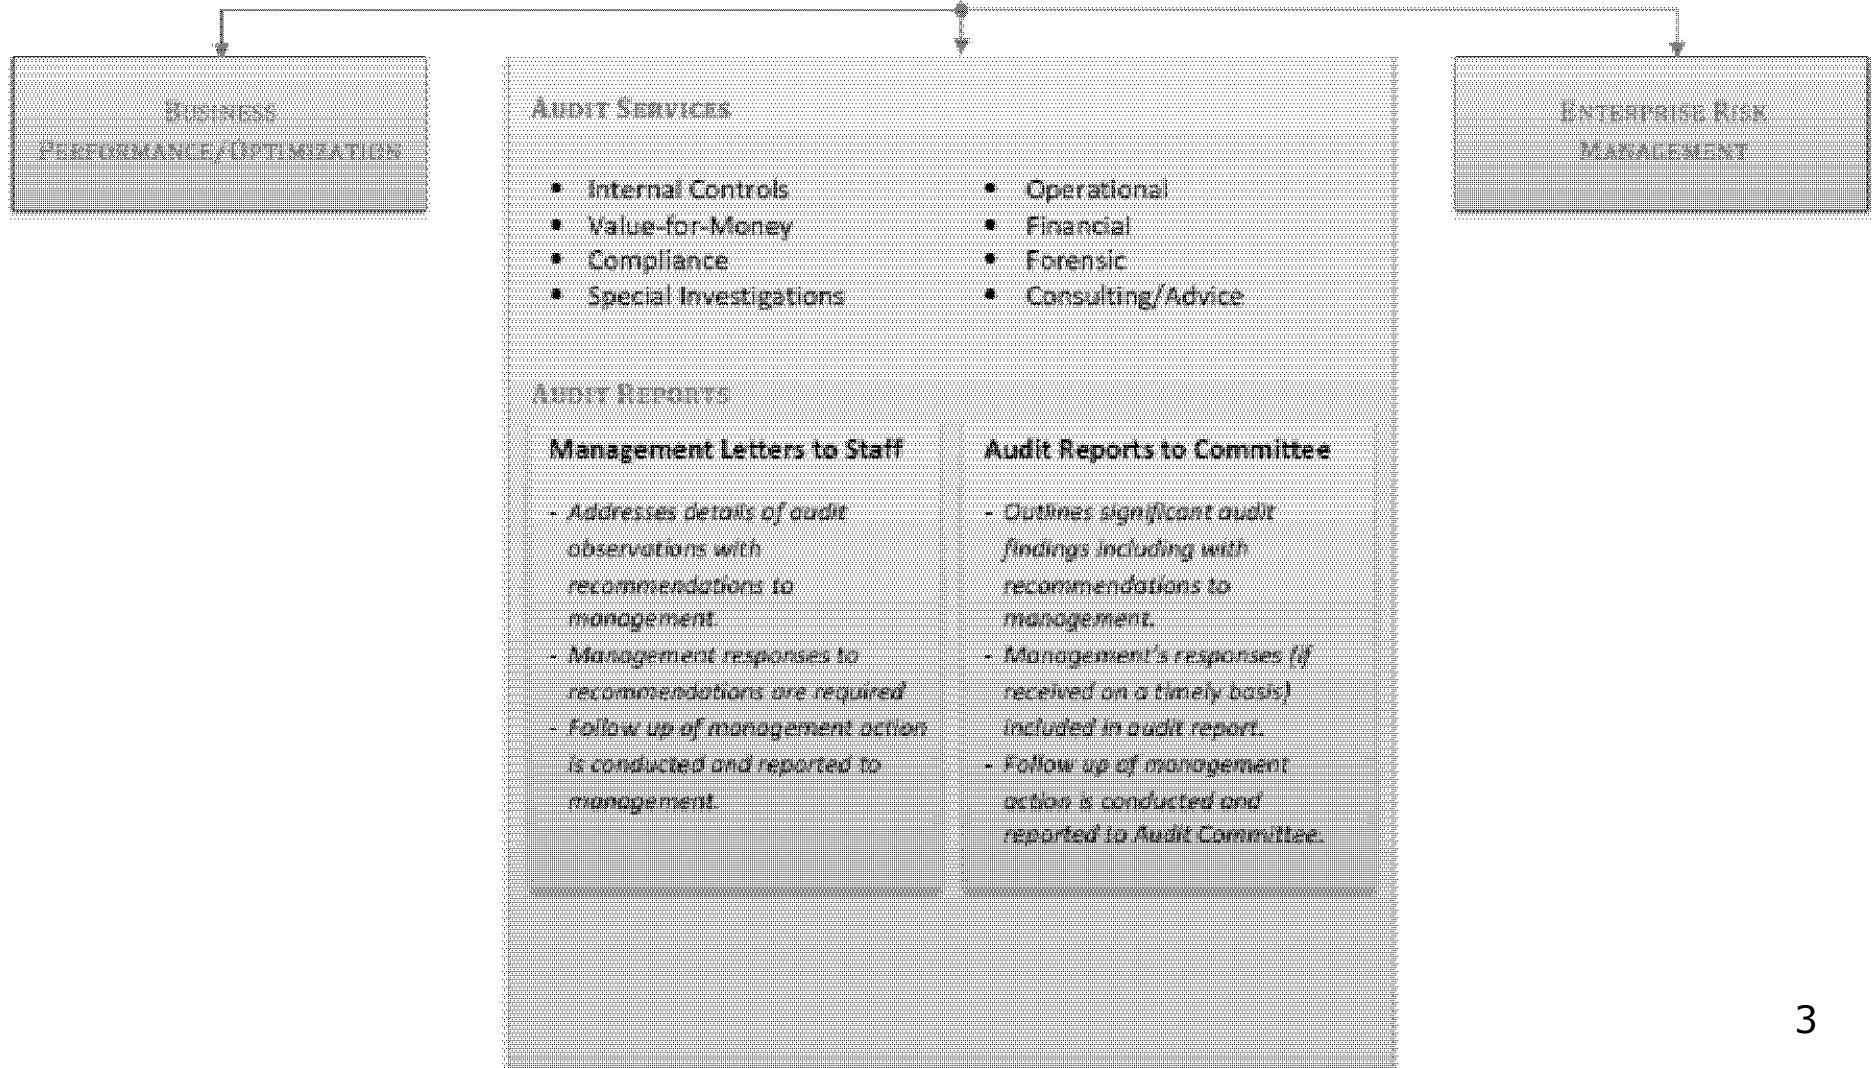 BUSINESS
PERFORMANCE/OPTIMIZATION
AUDIT SERVICES
• Internal Controls
• Value-for-Money
• Compliance
• Special Investigations
• Operational
• Financial
• Forensic
• Consulting/Advice
AUDIT REPORTS
Management Letters to Staff
- Addresses details of audit
observations with
recommendations to
management.
- Management responses to
recommendations are required
- Follow up of management action
is conducted and reported to
management.
Audit Reports to Committee
- Outlines significant audit
findings including with
recommendations to
management.
- Management's responses (if
received on a timely basis)
included in audit report.
- Follow up of management
action is conducted and
reported to Audit Committee.
ENTERPRISE RISK
MANAGEMENT
3